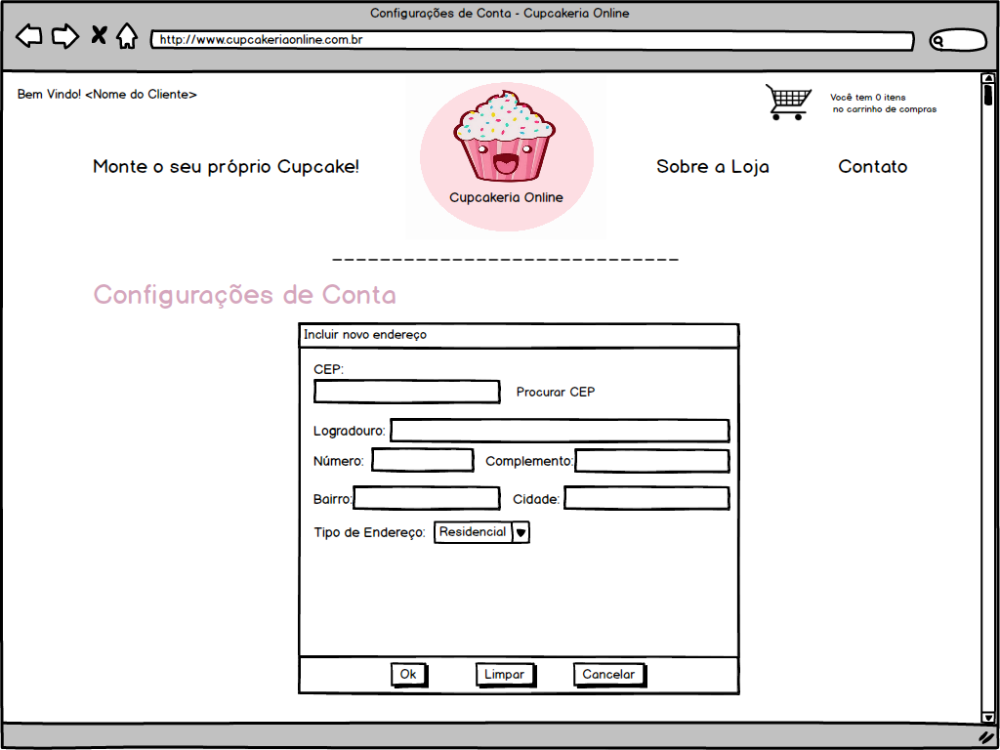 Configurações de Conta - Cupcakeria Online
http://www.cupcakeriaonline.com.br
Bem Vindo! <Nome do Cliente>
Você tem 0 itens
no carrinho de compras
Monte o seu próprio Cupcake!
Cupcakeria Online
Sobre a Loja
Contato
Configurações de Conta
Incluir novo endereço
CEP:
Procurar CEP
Logradouro:
Número:
Complemento:
Bairro:
Cidade:
Tipo de Endereço: Residencial
Ok
Limpar
Cancelar